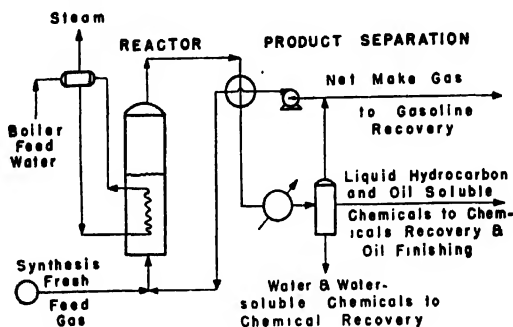 Steam
REACTOR
PRODUCT SEPARATION
Net Make Gas
to Gasoline
Recovery
Boiler
Feed
Water
Liquid Hydrocarbon
and Oil Soluble
Chemicals to Chem-
icals Recovery &
Oil Finishing
Synthesis
Fresh
Feed
Gas
Water & Water-
soluble Chemicals to
Chemical Recovery